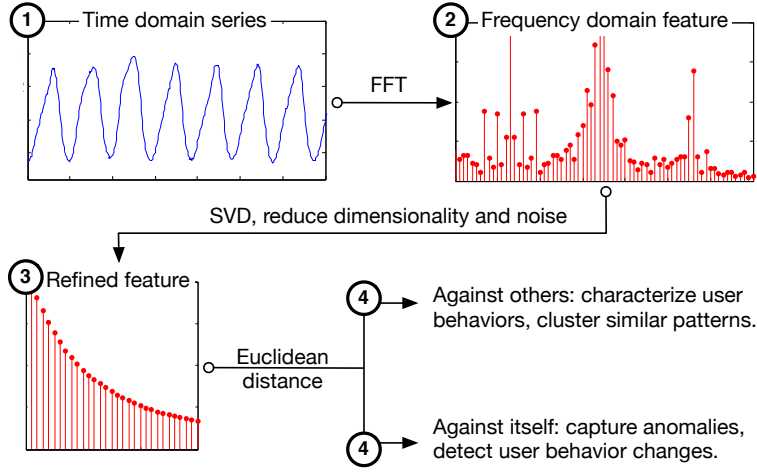 1 Time domain series
2 Frequency domain feature
FFT
SVD, reduce dimensionality and noise
3 Refined feature
4 Against others: characterize user
behaviors, cluster similar patterns.
Euclidean
distance
4 Against itself: capture anomalies,
detect user behavior changes.